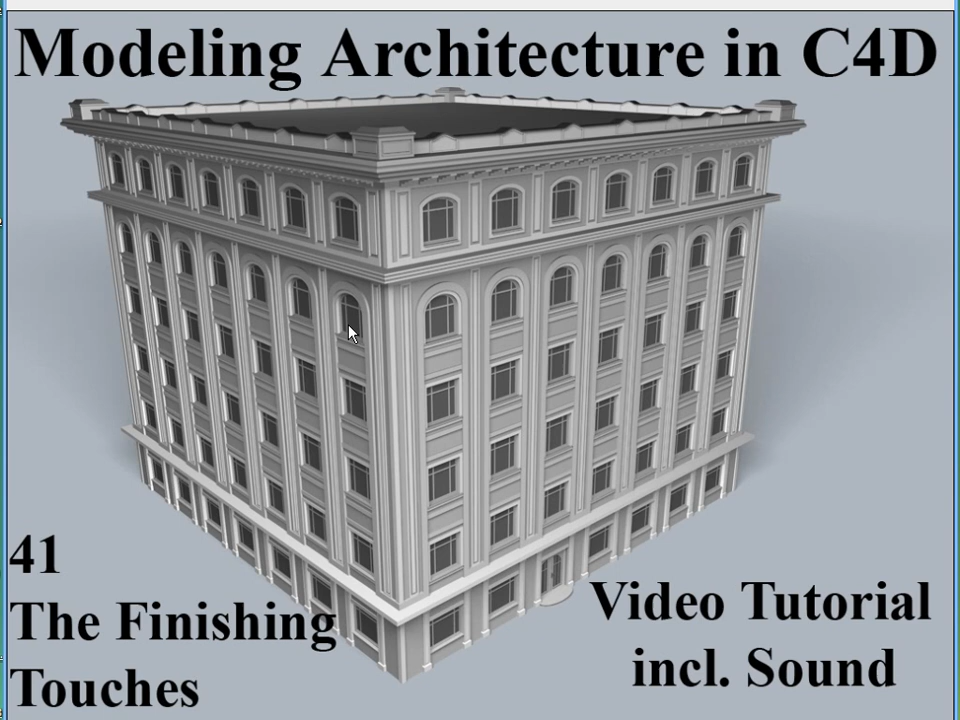 Modeling Architecture in C4D
41
The Finishing
Touches
Video Tutorial
incl. Sound